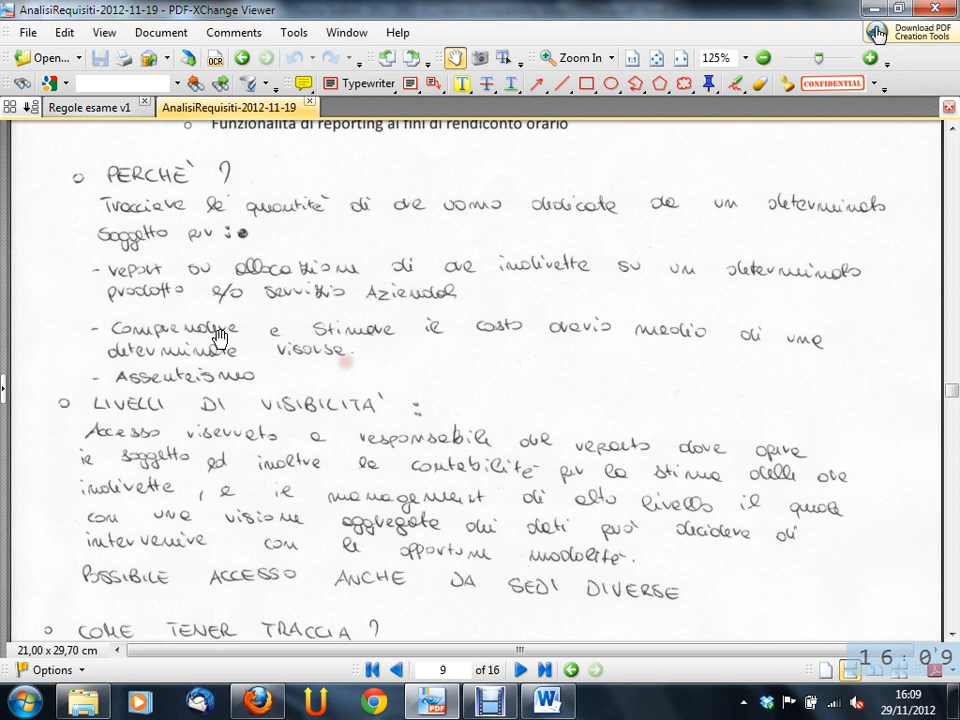 AnalisiRequisiti-2012-11-19 - PDF-XChange Viewer
File Edit View Document Comments Tools Window Help
Download PDF Creation Tools
Open... OCR Zoom In 125%
Typewriter CONFIDENTIAL
Regole esame v1 AnalisiRequisiti-2012-11-19
o Funzionalità di reporting ai fini di rendiconto orario
o PERCHÈ ?
Tracciare le quantità di ore uomo dedicate da un determinato
soggetto per :
- report su allocazione di ore indirette su un determinato
prodotto e/o servizio Aziendale
- Comprendere e Stimare il costo orario medio di una
determinata risorsa.
- Assenteismo
o LIVELLI DI VISIBILITA' :
Accesso riservato a responsabile del reparto dove opera
il soggetto ed inoltre la contabilità per la stima delle ore
indirette, e il management di alto livello il quale
con una visione aggregata dei dati può decidere di
intervenire con le opportune modalità.
POSSIBILE ACCESSO ANCHE DA SEDI DIVERSE
o COME TENER TRACCIA ?
21,00 x 29,70 cm
16:09
Options 9 of 16
16:09
29/11/2012